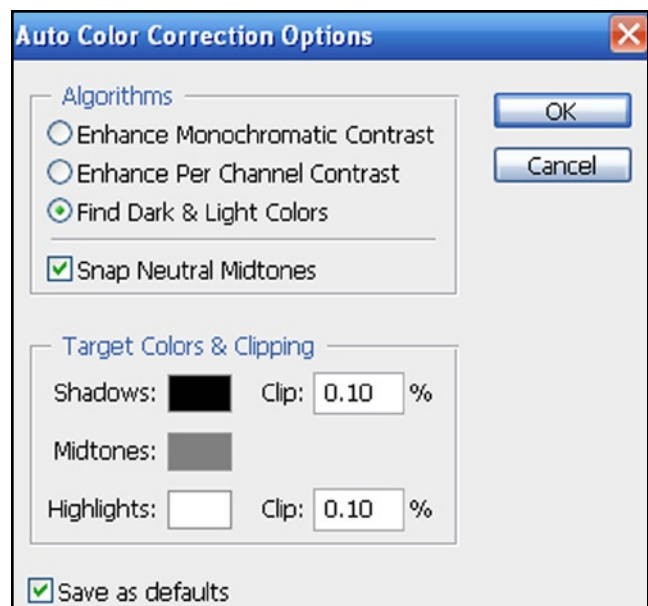 Auto Color Correction Options
Algorithms
Enhance Monochromatic Contrast
Enhance Per Channel Contrast
Find Dark & Light Colors
Snap Neutral Midtones
OK
Cancel
Target Colors & Clipping
Shadows: Clip: 0.10 %
Midtones:
Highlights: Clip: 0.10 %
Save as defaults